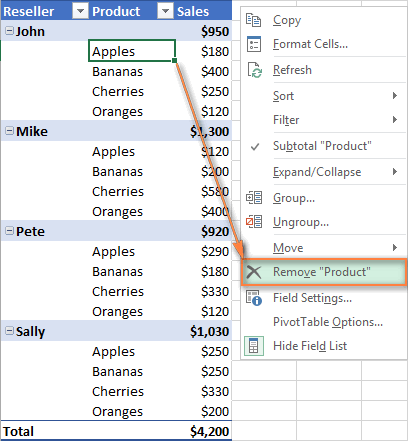 Reseller Product Sales
John $950
Apples $180
Bananas $400
Cherries $250
Oranges $120
Mike $1,300
Apples $120
Bananas $200
Cherries $580
Oranges $400
Pete $920
Apples $290
Bananas $180
Cherries $330
Oranges $120
Sally $1,030
Apples $250
Bananas $250
Cherries $330
Oranges $200
Total $4,200
Copy
Format Cells...
Refresh
Sort
Filter
Subtotal "Product"
Expand/Collapse
Group...
Ungroup...
Move
Remove "Product"
Field Settings...
PivotTable Options...
Hide Field List